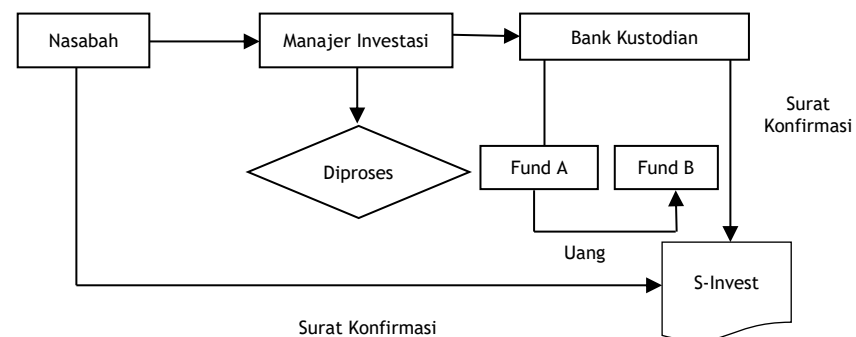 Nasabah
Manajer Investasi
Bank Kustodian
Surat
Konfirmasi
Diproses
Fund A
Fund B
Uang
S-Invest
Surat Konfirmasi